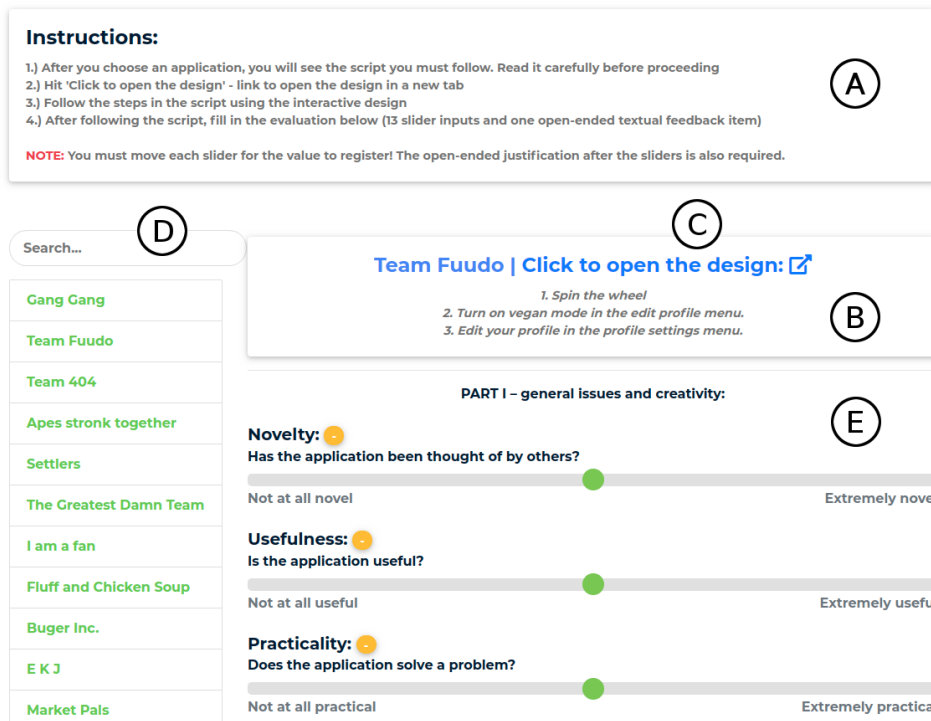 Instructions:
1.) After you choose an application, you will see the script you must follow. Read it carefully before proceeding
2.) Hit 'Click to open the design' - link to open the design in a new tab
3.) Follow the steps in the script using the interactive design
4.) After following the script, fill in the evaluation below (13 slider inputs and one open-ended textual feedback item)
NOTE: You must move each slider for the value to register! The open-ended justification after the sliders is also required.
A
D
Search...
C
Team Fuudo | Click to open the design:
1. Spin the wheel
2. Turn on vegan mode in the edit profile menu.
3. Edit your profile in the profile settings menu.
B
Gang Gang
Team Fuudo
Team 404
Apes stronk together
Settlers
The Greatest Damn Team
I am a fan
Fluff and Chicken Soup
Buger Inc.
E K J
Market Pals
PART I – general issues and creativity:
E
Novelty: -
Has the application been thought of by others?
Not at all novel
Extremely nove
Usefulness: -
Is the application useful?
Not at all useful
Extremely usefu
Practicality: -
Does the application solve a problem?
Not at all practical
Extremely practica